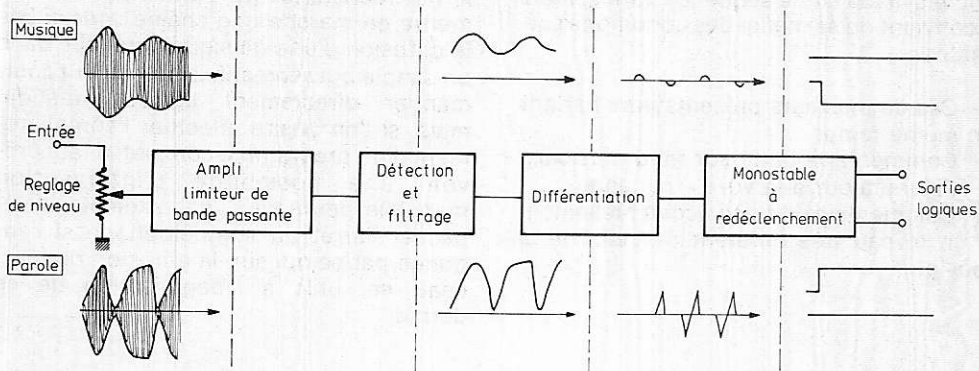 Musique
Entrée
Reglage
de niveau
Ampli
limiteur de
bande passante
Détection
et
filtrage
Différentiation
Monostable
à
redéclenchement
Sorties
logiques
Parole